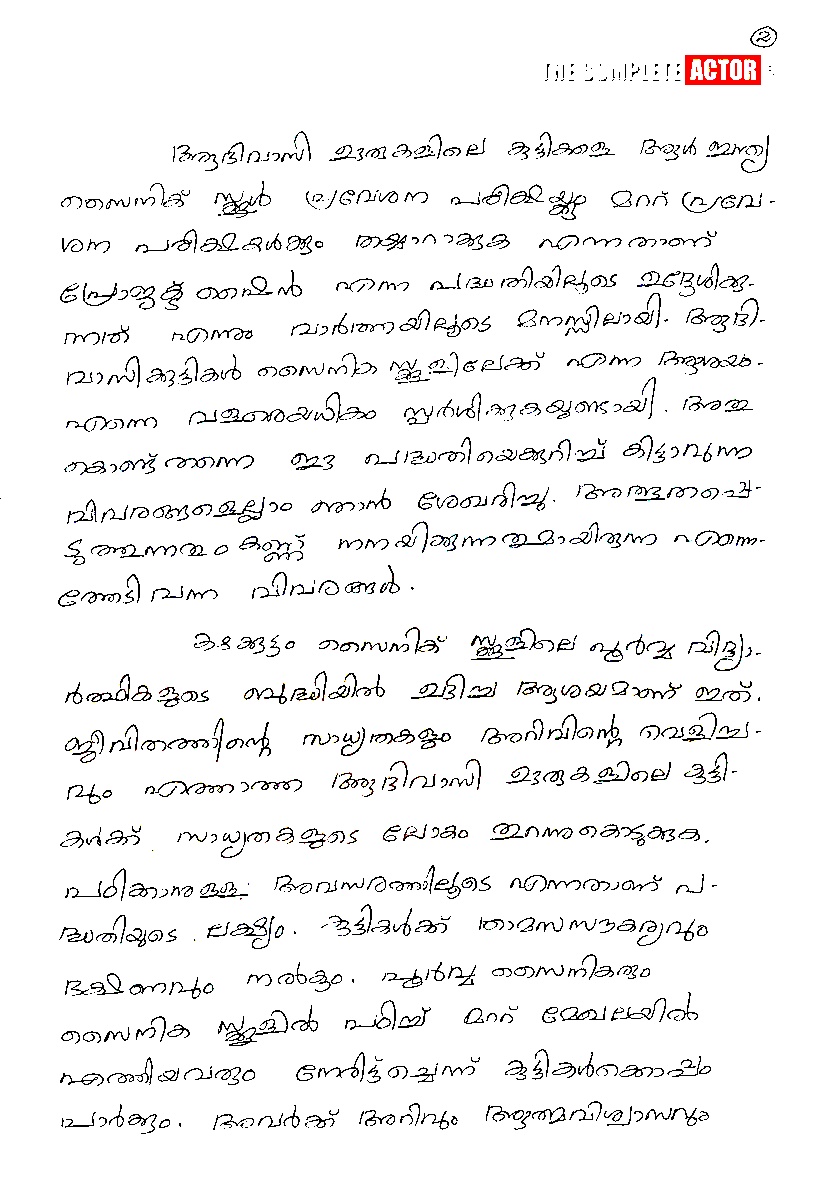 2
THE COMPLETE ACTOR
ആദിവാസി ഊരുകളിലെ കുട്ടികളെ ആൾ ഇന്ത്യ
സൈനിക് സ്കൂൾ പ്രവേശന പരീക്ഷയ്ക്കും മറ്റ് പ്രവേ-
ശന പരീക്ഷകൾക്കും തയ്യാറാക്കുക എന്നതാണ്
പ്രോജക്ട് ഷൈൻ എന്ന പദ്ധതിയിലൂടെ ഉദ്ദേശിക്കു-
ന്നത് എന്നും വാർത്തയിലൂടെ മനസ്സിലായി. ആദി-
വാസികുട്ടികൾ സൈനിക സ്കൂളിലേക്ക് എന്ന ആശയം
എന്നെ വളരെയധികം സ്പർശിക്കുകയുണ്ടായി. അതു
കൊണ്ട് തന്നെ ഈ പദ്ധതിയെക്കുറിച്ച് കിട്ടാവുന്ന
വിവരങ്ങളെല്ലാം ഞാൻ ശേഖരിച്ചു. അത്ഭുതപ്പെ-
ടുത്തുന്നതും കണ്ണ് നനയിക്കുന്നതുമായിരുന്നു എന്നെ-
ത്തേടി വന്ന വിവരങ്ങൾ.
കഴക്കൂട്ടം സൈനിക് സ്കൂളിലെ പൂർവ്വ വിദ്യാ-
ർത്ഥികളുടെ ബുദ്ധിയിൽ ഉദിച്ച ആശയമാണ് ഇത്.
ജീവിതത്തിന്റെ സാധ്യതകളും അറിവിന്റെ വെളിച്ച-
വും എത്താത്ത ആദിവാസി ഊരുകളിലെ കുട്ടി-
കൾക്ക് സാധ്യതകളുടെ ലോകം തുറന്നുകൊടുക്കുക.
പഠിക്കാനുള്ള അവസരത്തിലൂടെ എന്നതാണ് പ-
ദ്ധതിയുടെ ലക്ഷ്യം. കുട്ടികൾക്ക് താമസസൗകര്യവും
ഭക്ഷണവും നൽകും. പൂർവ്വ സൈനികരും
സൈനിക സ്കൂളിൽ പഠിച്ച് മറ്റ് മേഖലയിൽ
എത്തിയവരും നേരിട്ട് ചെന്ന് കുട്ടികൾക്കൊപ്പം
പാർക്കും. അവർക്ക് അറിവും ആത്മവിശ്വാസവും